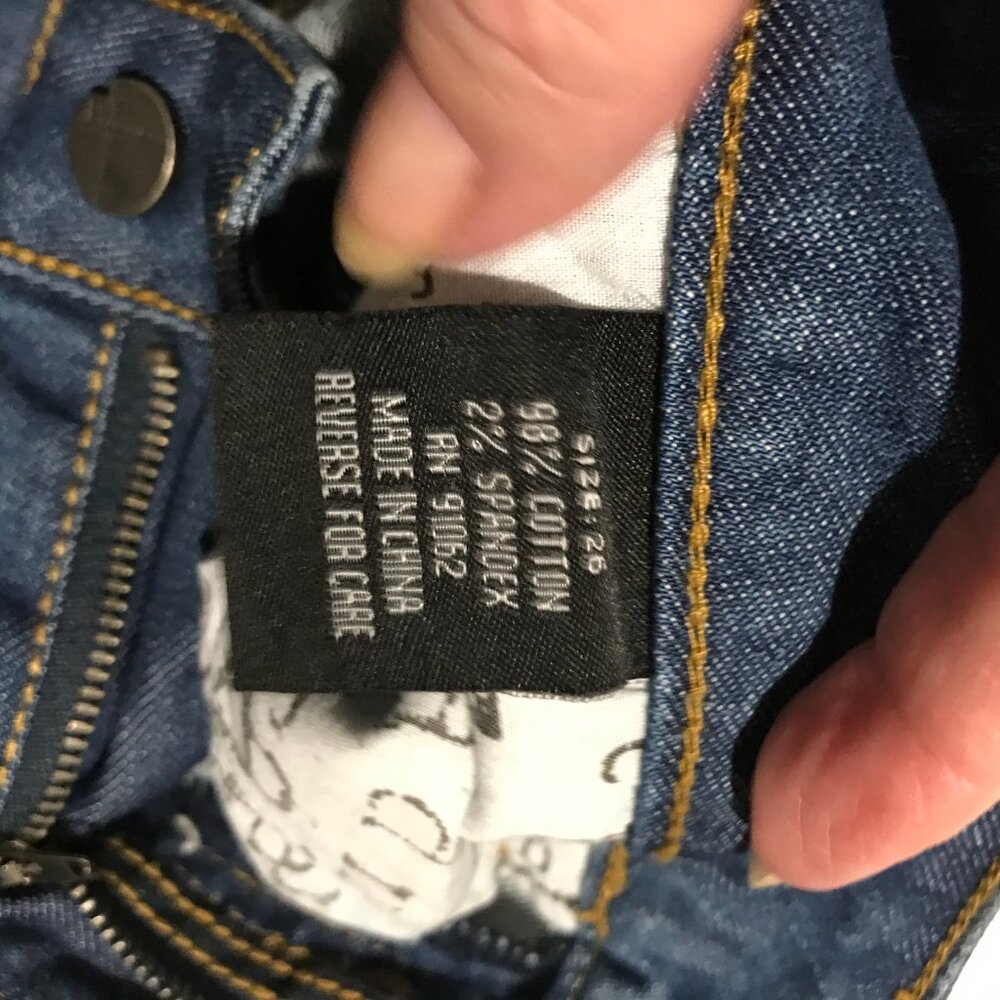 SIZE: 26
98% COTTON
2% SPANDEX
RN 91062
MADE IN CHINA
REVERSE FOR CARE